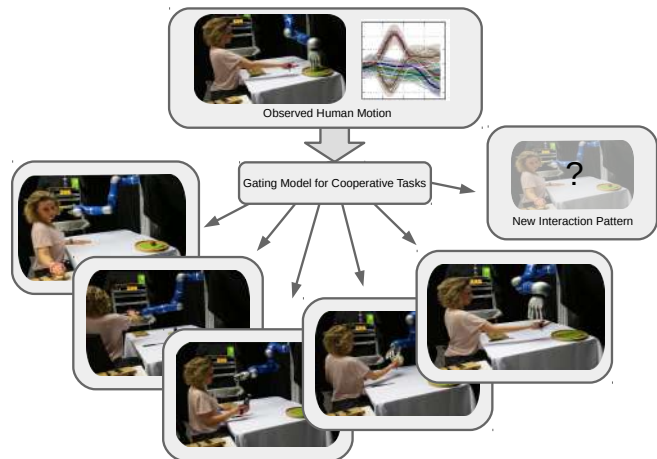 Observed Human Motion
Gating Model for Cooperative Tasks
?
New Interaction Pattern